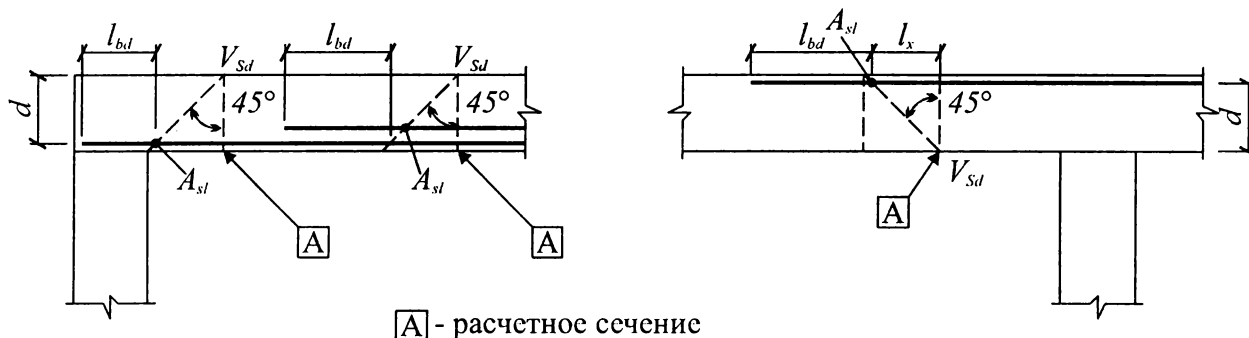 l_bd l_bd
V_Sd V_Sd
d 45° 45°
A_sl A_sl
A A
A_sl
l_bd l_x
45° d
V_Sd
A
A - расчетное сечение